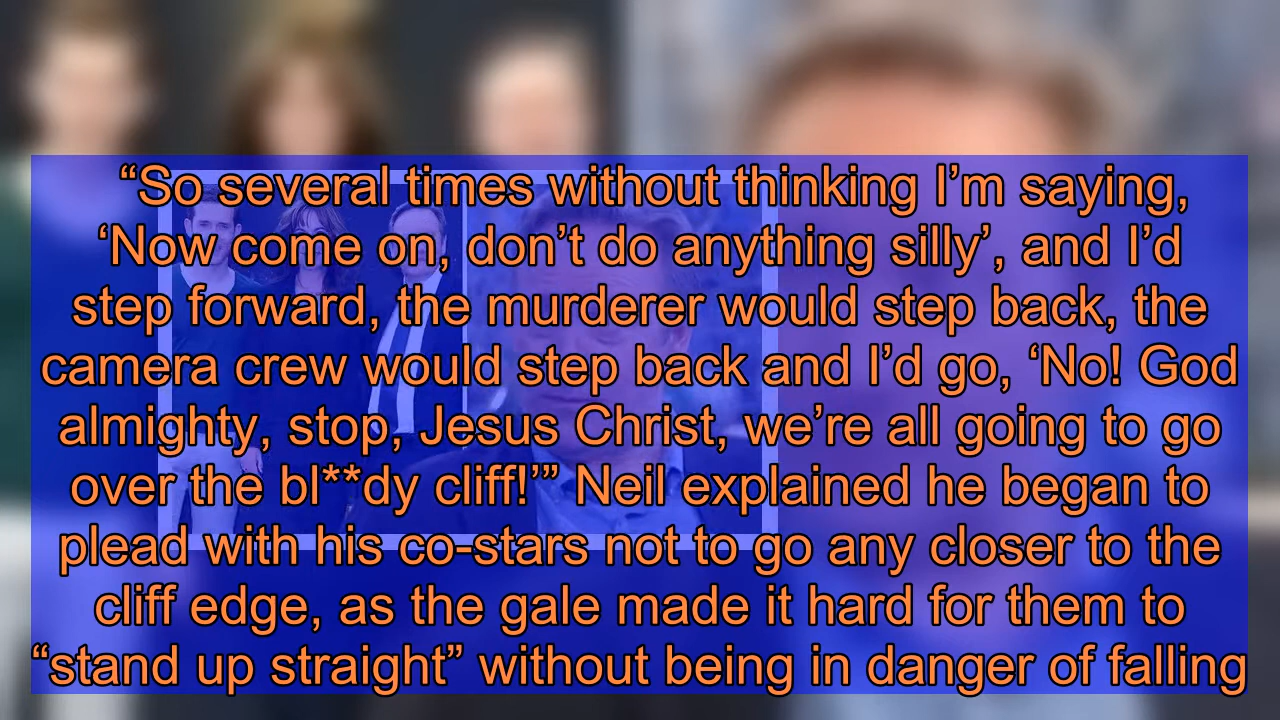 “So several times without thinking I’m saying,
‘Now come on, don’t do anything silly’, and I’d
step forward, the murderer would step back, the
camera crew would step back and I’d go, ‘No! God
almighty, stop, Jesus Christ, we’re all going to go
over the bl**dy cliff!’” Neil explained he began to
plead with his co-stars not to go any closer to the
cliff edge, as the gale made it hard for them to
“stand up straight” without being in danger of falling